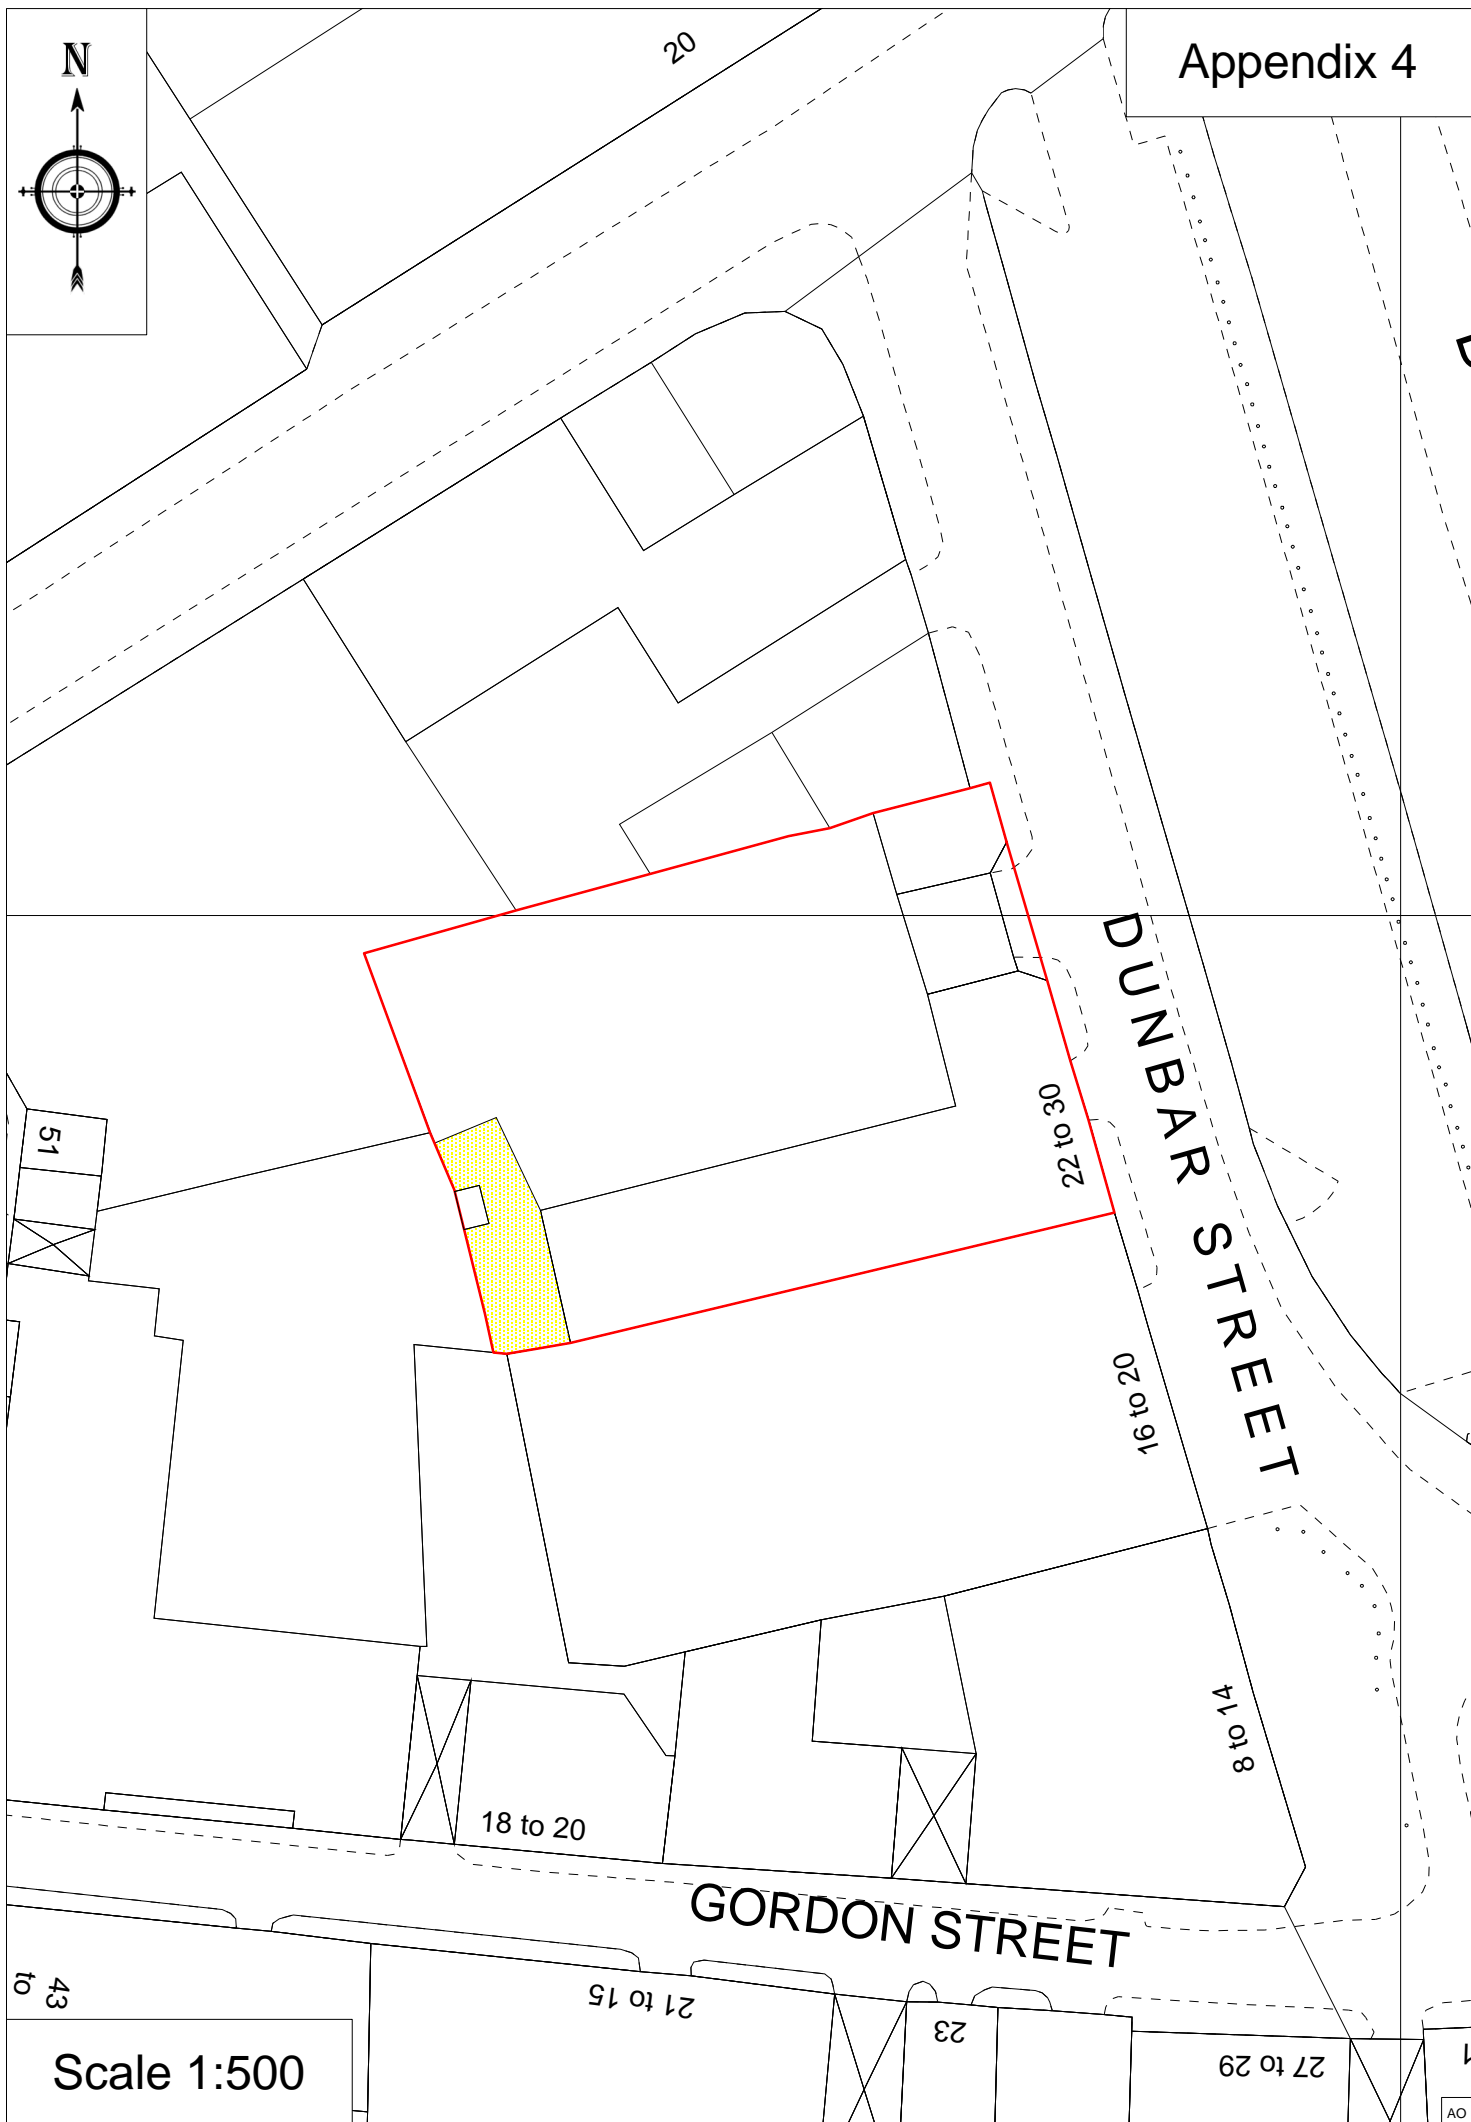 N
20
Appendix 4
DUNBAR STREET
22 to 30
51
16 to 20
8 to 14
18 to 20
GORDON STREET
43
to
21 to 15
23
27 to 29
Scale 1:500
AO